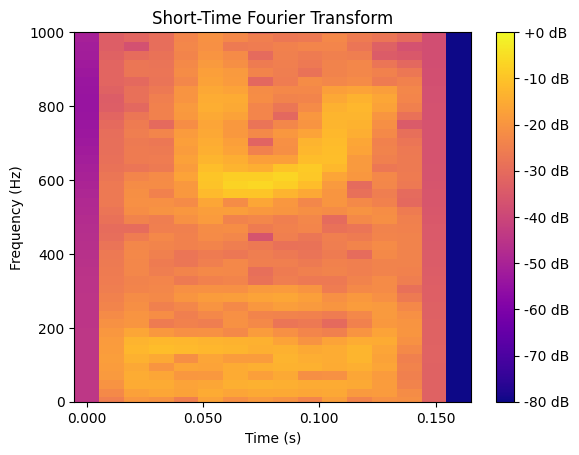 Short-Time Fourier Transform
1000
800
600
400
200
0
Frequency (Hz)
0.000
0.050
0.100
0.150
Time (s)
+0 dB
-10 dB
-20 dB
-30 dB
-40 dB
-50 dB
-60 dB
-70 dB
-80 dB